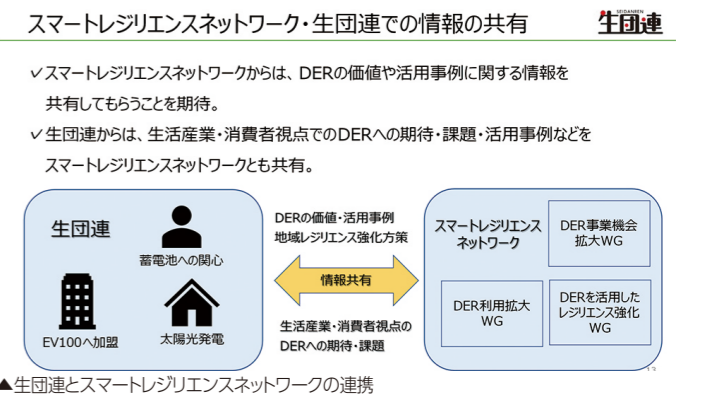 スマートレジリエンスネットワーク・生団連での情報の共有
SEIDANREN
生団連
✓スマートレジリエンスネットワークからは、DERの価値や活用事例に関する情報を
共有してもらうことを期待。
✓生団連からは、生活産業・消費者視点でのDERへの期待・課題・活用事例などを
スマートレジリエンスネットワークとも共有。
生団連
蓄電池への関心
EV100へ加盟
太陽光発電
DERの価値・活用事例
地域レジリエンス強化方策
情報共有
生活産業・消費者視点の
DERへの期待・課題
スマートレジリエンス
ネットワーク
DER事業機会
拡大WG
DER利用拡大
WG
DERを活用した
レジリエンス強化
WG
13
▲生団連とスマートレジリエンスネットワークの連携